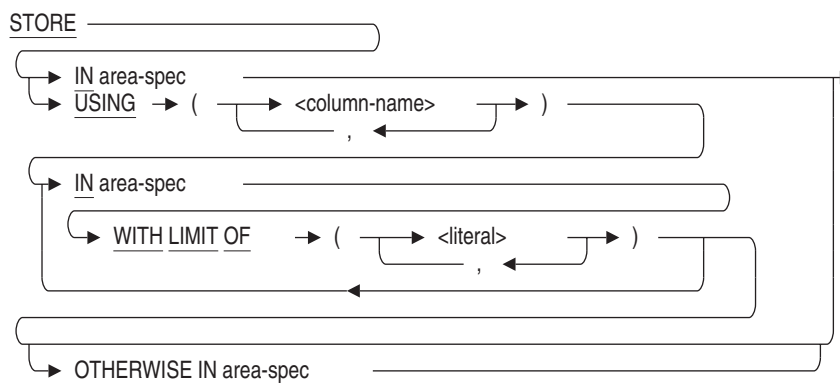 STORE
IN area-spec
USING ( <column-name> )
,
IN area-spec
WITH LIMIT OF ( <literal> )
,
OTHERWISE IN area-spec